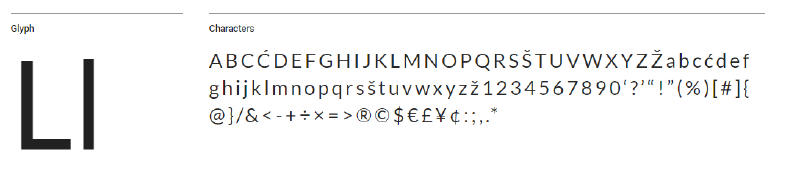 Glyph
Characters
Ll
ABCĆDEFGHIJKLMNOPQRSŠTUVWXYZŽabcćdef
ghijklmnopqrsštuvwxyzž1234567890‘?’“!”(%)[#]{
@}/&<-+÷×=>®©$€£¥¢:;,.*